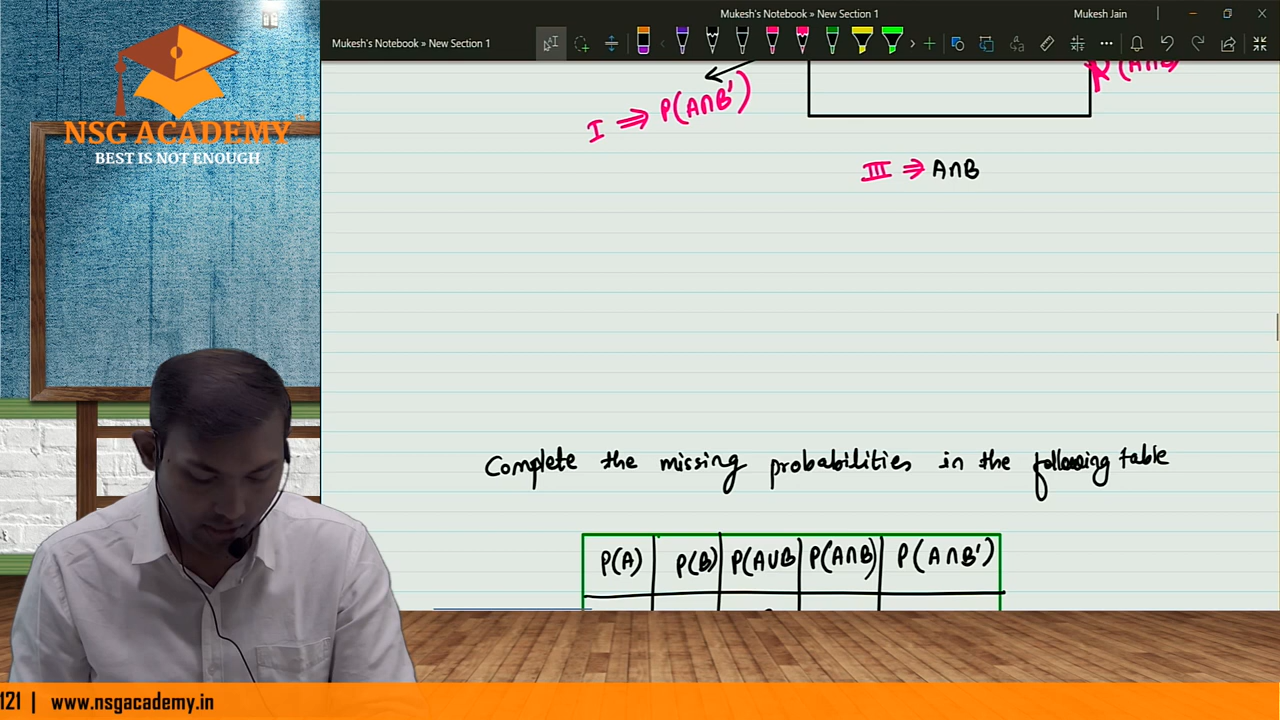 Mukesh's Notebook » New Section 1
Mukesh Jain
Mukesh's Notebook » New Section 1
NSG ACADEMY
BEST IS NOT ENOUGH
I ⇒ P(A∩B')
(A∩B)
III ⇒ A∩B
Complete the missing probabilities in the following table
P(A) P(B) P(A∪B P(A∩B) P(A∩B')
121 | www.nsgacademy.in